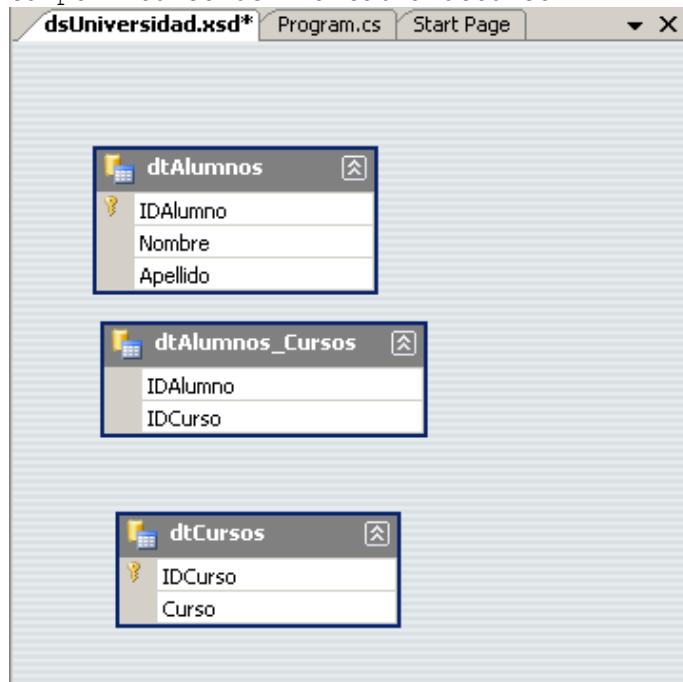 dsUniversidad.xsd* Program.cs Start Page
dtAlumnos
IDAlumno
Nombre
Apellido
dtAlumnos_Cursos
IDAlumno
IDCurso
dtCursos
IDCurso
Curso